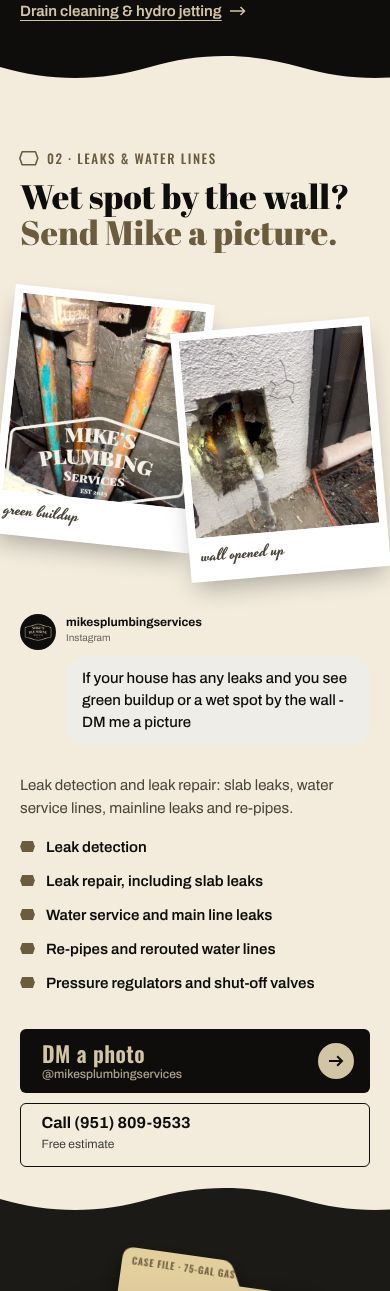 Drain cleaning & hydro jetting →
02 · LEAKS & WATER LINES
Wet spot by the wall?
Send Mike a picture.
MIKE'S
PLUMBING
SERVICES
EST 2023
green buildup
wall opened up
mikesplumbingservices
Instagram
If your house has any leaks and you see
green buildup or a wet spot by the wall -
DM me a picture
Leak detection and leak repair: slab leaks, water
service lines, mainline leaks and re-pipes.
Leak detection
Leak repair, including slab leaks
Water service and main line leaks
Re-pipes and rerouted water lines
Pressure regulators and shut-off valves
DM a photo
@mikesplumbingservices
Call (951) 809-9533
Free estimate
CASE FILE · 75-GAL GAS